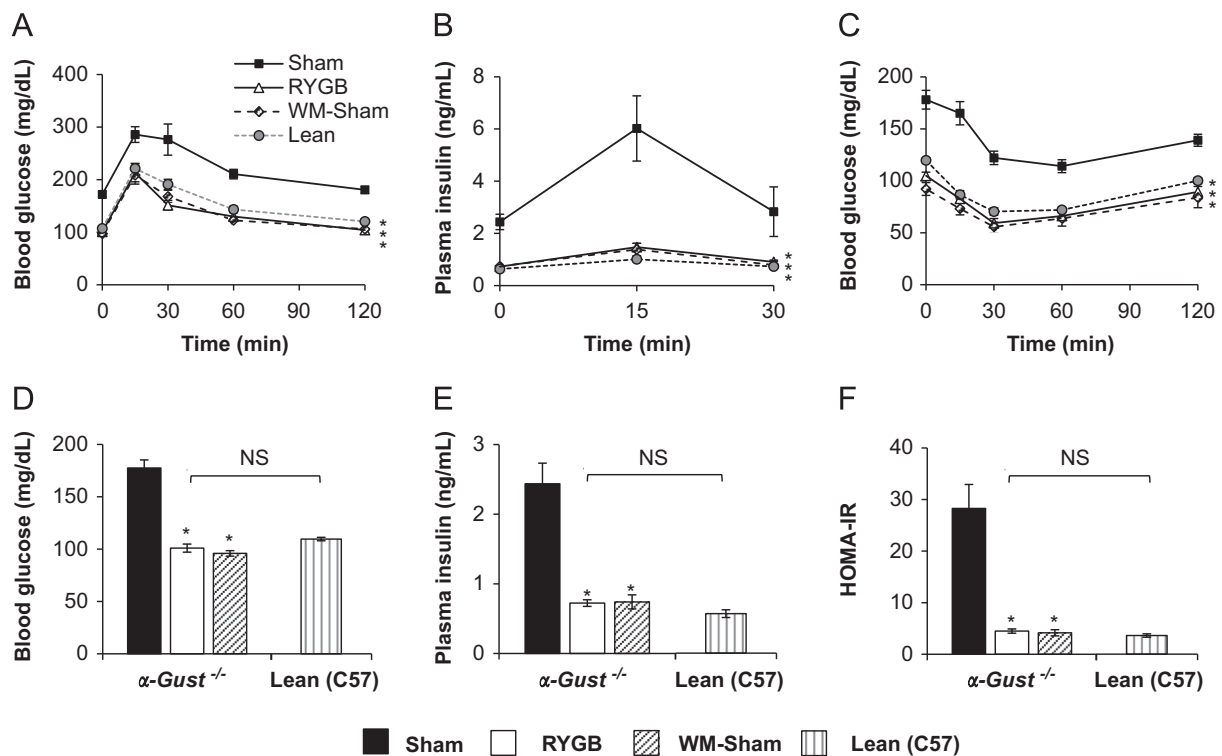 A
B
C
Sham
RYGB
WM-Sham
Lean
Blood glucose (mg/dL)
400
300
200
100
0
0 30 60 90 120
Time (min)
***
Plasma insulin (ng/mL)
8
6
4
2
0
0 15 30
Time (min)
***
Blood glucose (mg/dL)
200
150
100
50
0
0 30 60 90 120
Time (min)
***
D
E
F
Blood glucose (mg/dL)
200
150
100
50
0
NS
* *
α-Gust -/- Lean (C57)
Plasma insulin (ng/mL)
3
2
1
0
NS
* *
α-Gust -/- Lean (C57)
HOMA-IR
40
30
20
10
0
NS
* *
α-Gust -/- Lean (C57)
Sham RYGB WM-Sham Lean (C57)